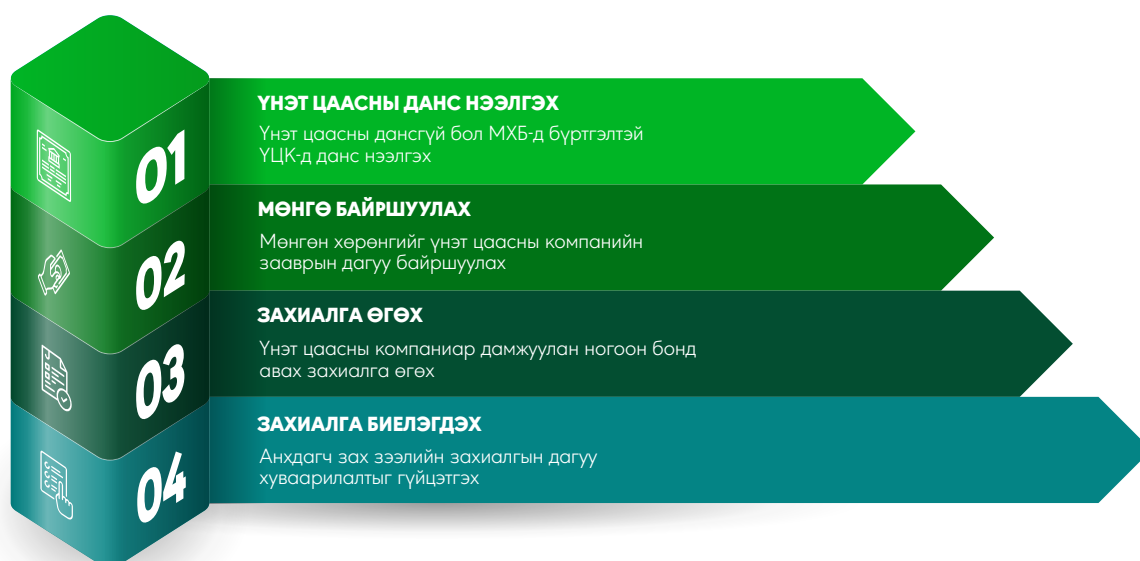 01
ҮНЭТ ЦААСНЫ ДАНС НЭЭЛГЭХ
Үнэт цаасны дансгүй бол МХБ-д бүртгэлтэй
ҮЦК-д данс нээлгэх
02
МӨНГӨ БАЙРШУУЛАХ
Мөнгөн хөрөнгийг үнэт цаасны компанийн
зааврын дагуу байршуулах
03
ЗАХИАЛГА ӨГӨХ
Үнэт цаасны компаниар дамжуулан ногоон бонд
авах захиалга өгөх
04
ЗАХИАЛГА БИЕЛЭГДЭХ
Анхдагч зах зээлийн захиалгын дагуу
хуваарилалтыг гүйцэтгэх